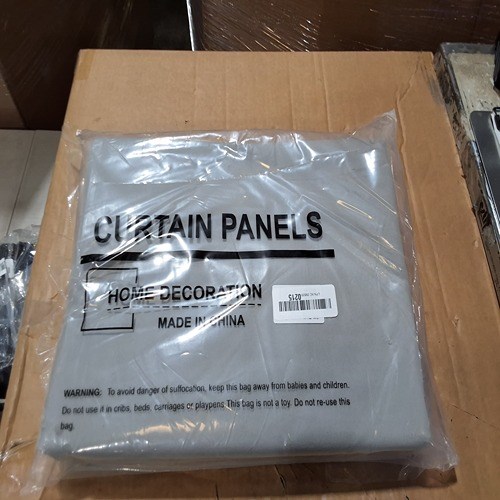 CURTAIN PANELS
HOME DECORATION
0215
MADE IN CHINA
WARNING: To avoid danger of suffocation, keep this bag away from babies and children.
Do not use it in cribs, beds, carriages or playpens This bag is not a toy. Do not re-use this
bag.